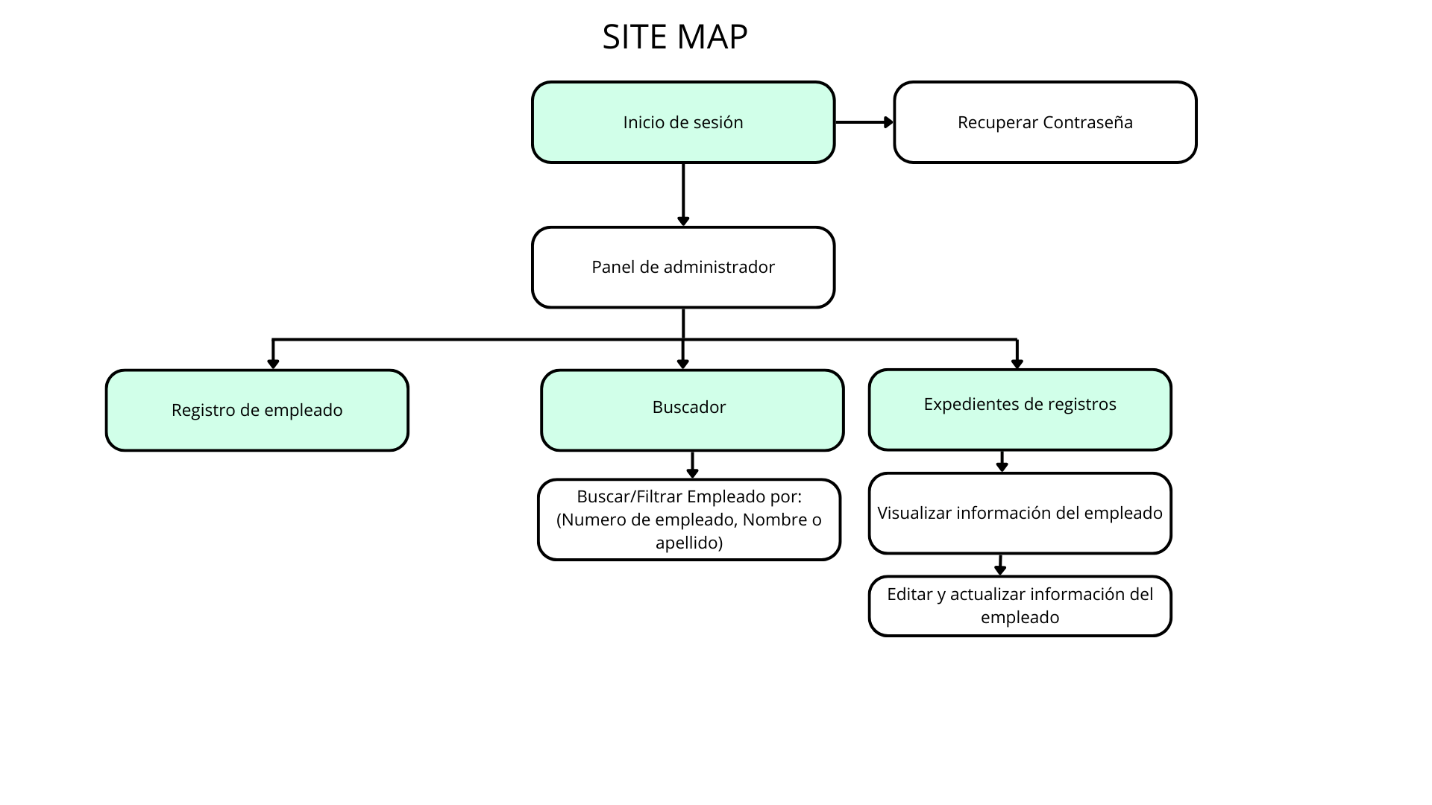 SITE MAP
Inicio de sesión
Recuperar Contraseña
Panel de administrador
Registro de empleado
Buscador
Expedientes de registros
Buscar/Filtrar Empleado por:
(Numero de empleado, Nombre o
apellido)
Visualizar información del empleado
Editar y actualizar información del
empleado